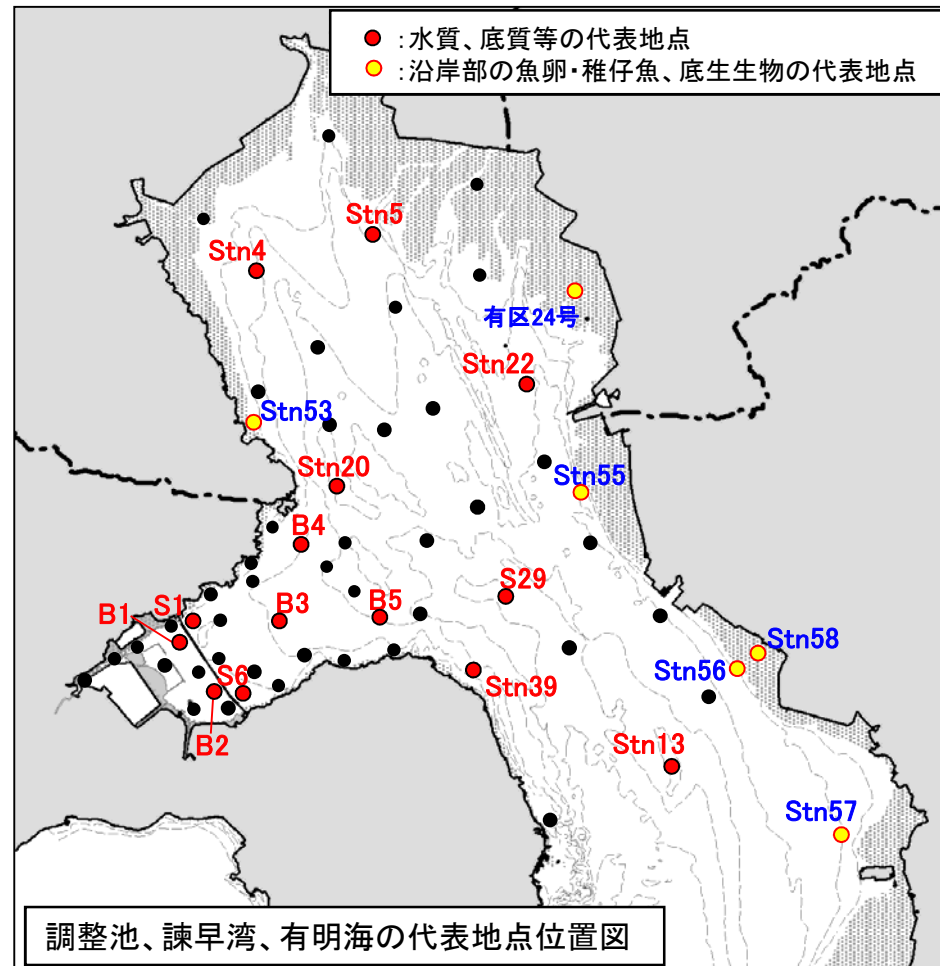 ：水質、底質等の代表地点
：沿岸部の魚卵・稚仔魚、底生生物の代表地点
Stn5
Stn4
有区24号
Stn22
Stn53
Stn20
Stn55
B4
S29
S1
B1
B3
B5
Stn58
Stn56
S6
Stn39
B2
Stn13
Stn57
調整池、諫早湾、有明海の代表地点位置図